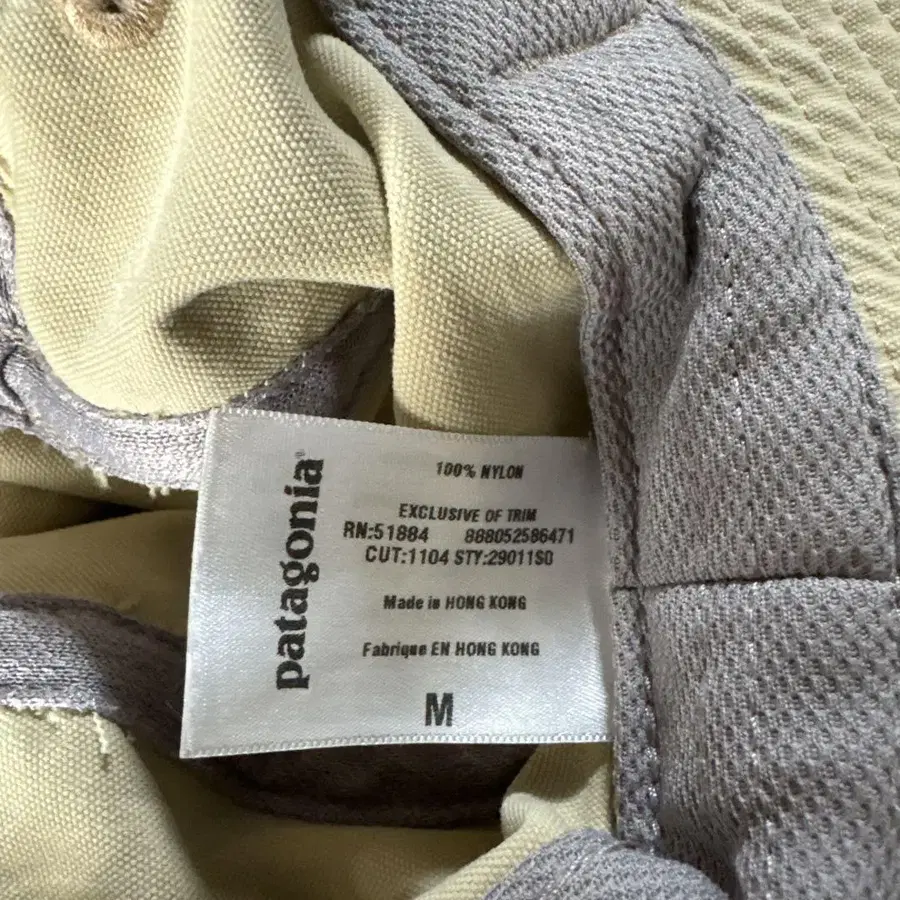 patagonia®
100% NYLON
EXCLUSIVE OF TRIM
RN:51884 888052586471
CUT:1104 STY:29011S0
Made in HONG KONG
Fabrique EN HONG KONG
M